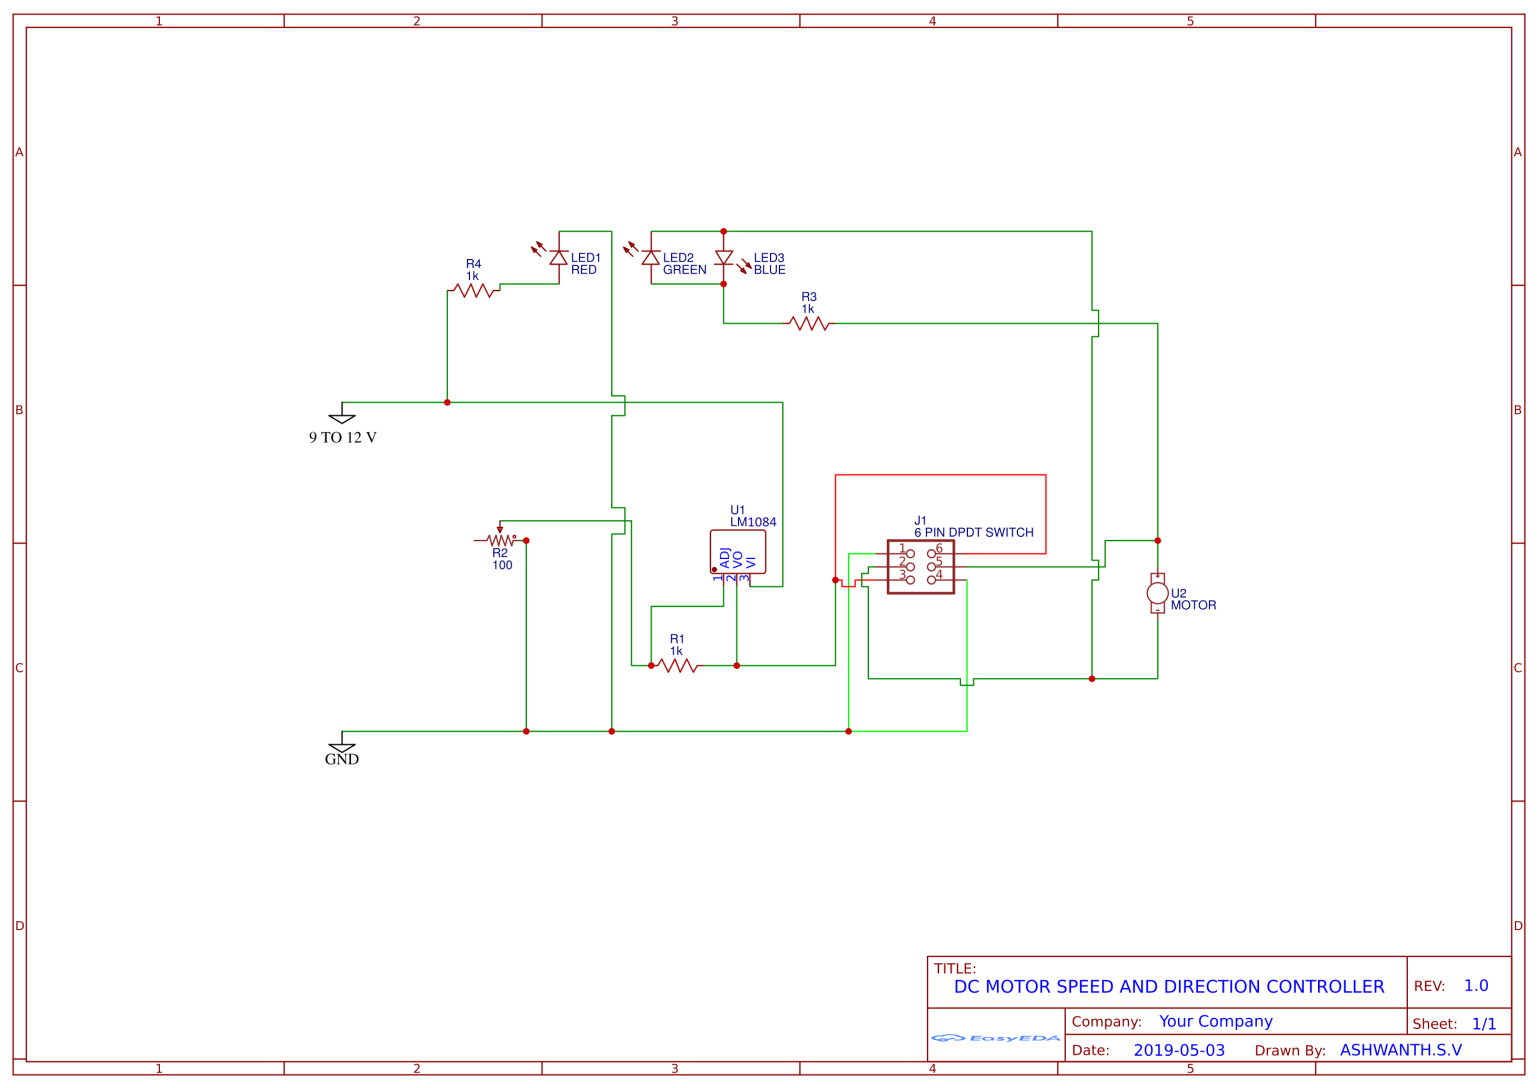 1 2 3 4 5
A A
R4
1k
LED1
RED
LED2
GREEN
LED3
BLUE
R3
1k
B B
9 TO 12 V
U1
LM1084
ADJ
VO
VI
1
2
3
J1
6 PIN DPDT SWITCH
1 6
2 5
3 4
R2
100
+
-
U2
MOTOR
R1
1k
C C
GND
D D
TITLE:
DC MOTOR SPEED AND DIRECTION CONTROLLER
REV: 1.0
EasyEDA
Company: Your Company
Sheet: 1/1
Date: 2019-05-03 Drawn By: ASHWANTH.S.V
1 2 3 4 5